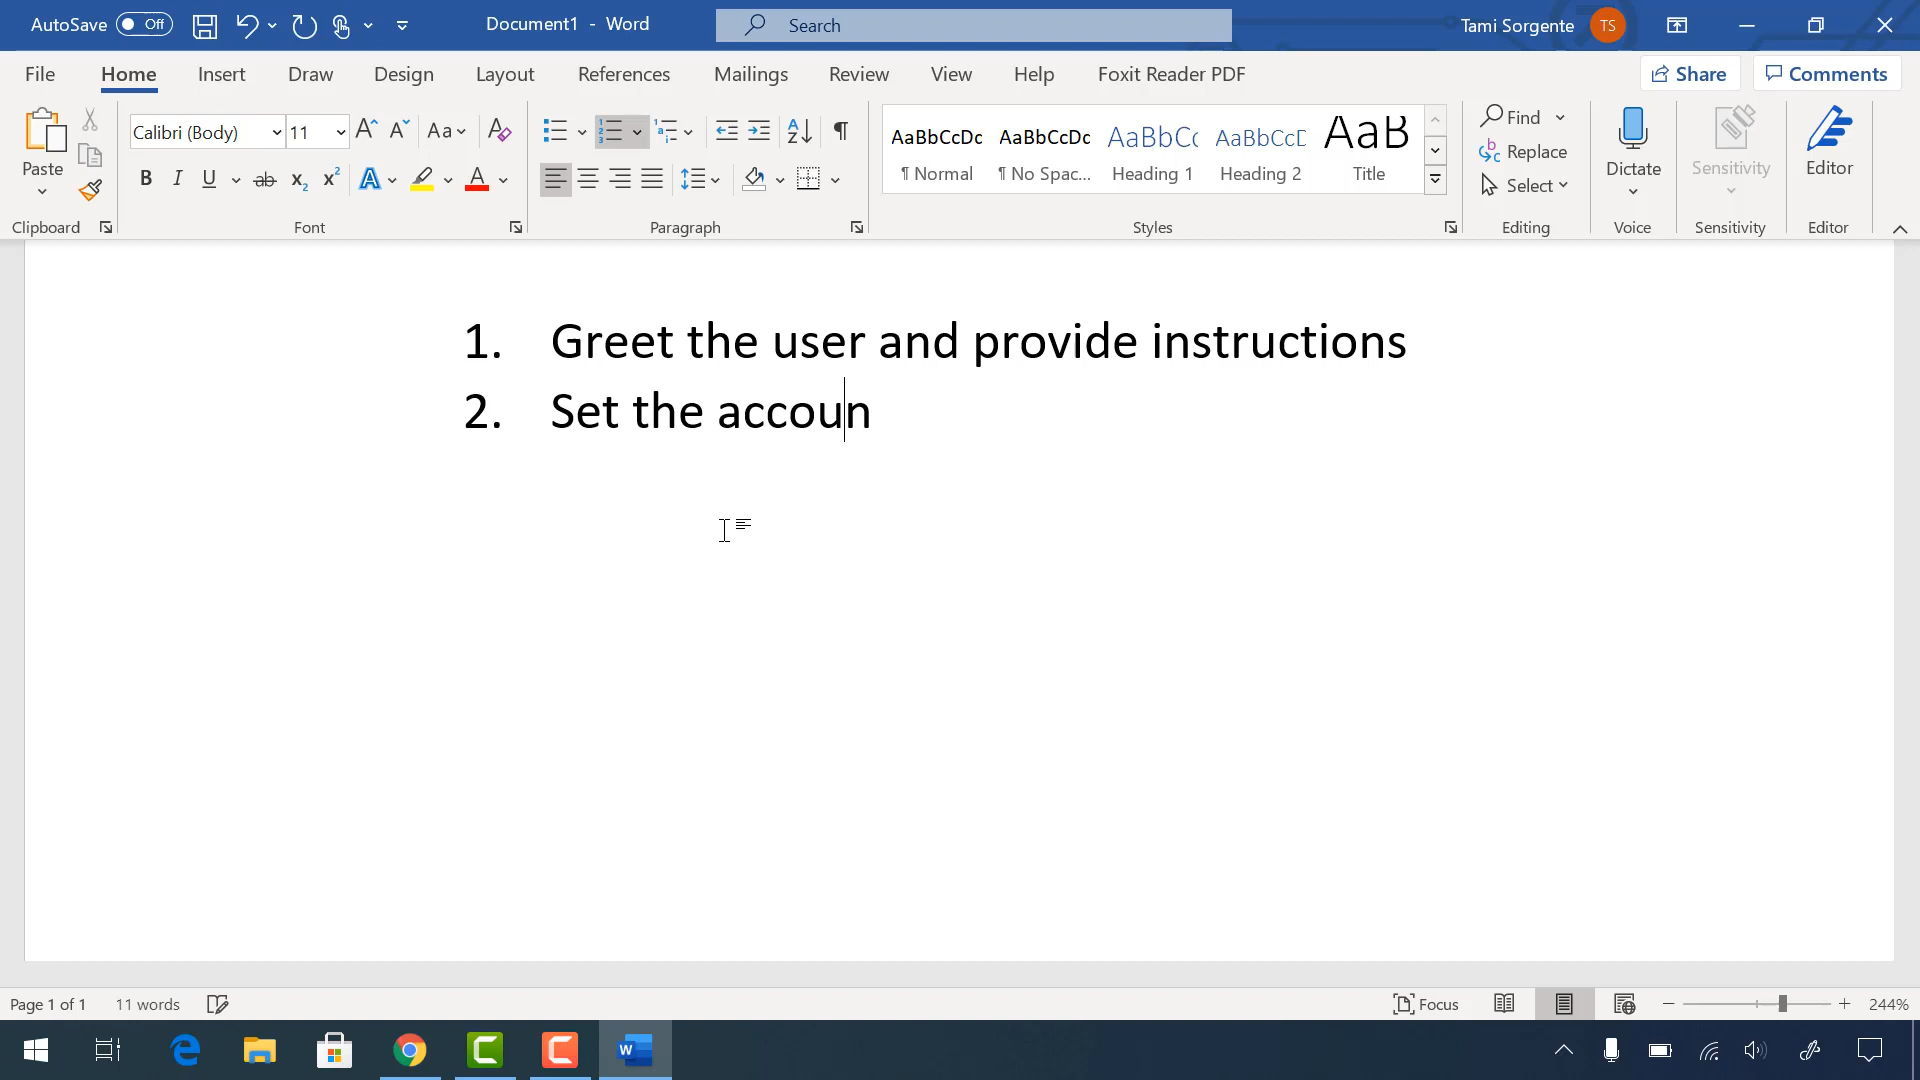 AutoSave Off Document1 - Word Search Tami Sorgente TS
File Home Insert Draw Design Layout References Mailings Review View Help Foxit Reader PDF Share Comments
Paste
Clipboard
Calibri (Body) 11 Aa
Font
Paragraph
AaBbCcDc AaBbCcDc AaBbC AaBbCcD AaB
¶ Normal ¶ No Spac... Heading 1 Heading 2 Title
Styles
Find
Replace
Select
Editing
Dictate
Voice
Sensitivity
Sensitivity
Editor
Editor
1. Greet the user and provide instructions
2. Set the accoun
Page 1 of 1 11 words Focus 244%